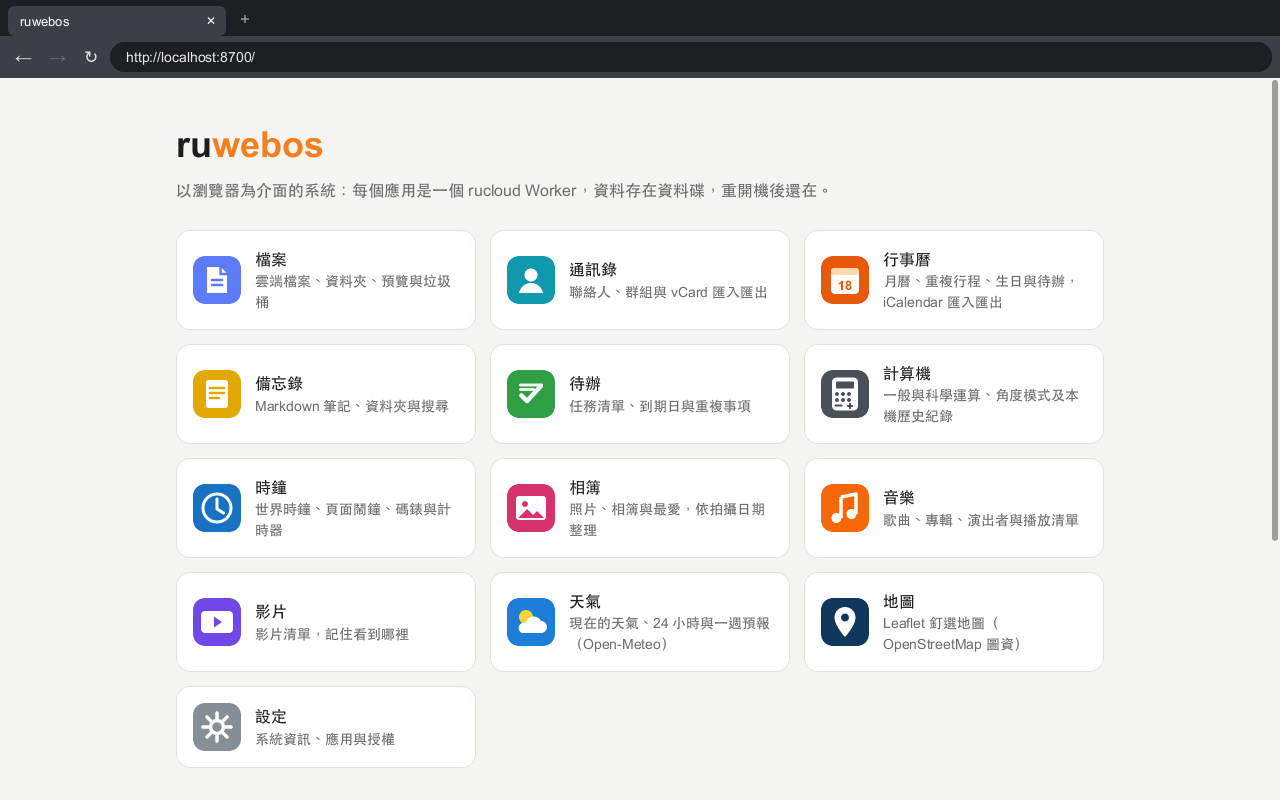 ruwebos
http://localhost:8700/
ruwebos
以瀏覽器為介面的系統：每個應用是一個 rucloud Worker，資料存在資料碟，重開機後還在。
檔案
雲端檔案、資料夾、預覽與垃圾
桶
通訊錄
聯絡人、群組與 vCard 匯入匯出
行事曆
月曆、重複行程、生日與待辦，
iCalendar 匯入匯出
18
備忘錄
Markdown 筆記、資料夾與搜尋
待辦
任務清單、到期日與重複事項
計算機
一般與科學運算、角度模式及本
機歷史紀錄
時鐘
世界時鐘、頁面鬧鐘、碼錶與計
時器
相簿
照片、相簿與最愛，依拍攝日期
整理
音樂
歌曲、專輯、演出者與播放清單
影片
影片清單，記住看到哪裡
天氣
現在的天氣、24 小時與一週預報
（Open-Meteo）
地圖
Leaflet 釘選地圖（
OpenStreetMap 圖資）
設定
系統資訊、應用與授權